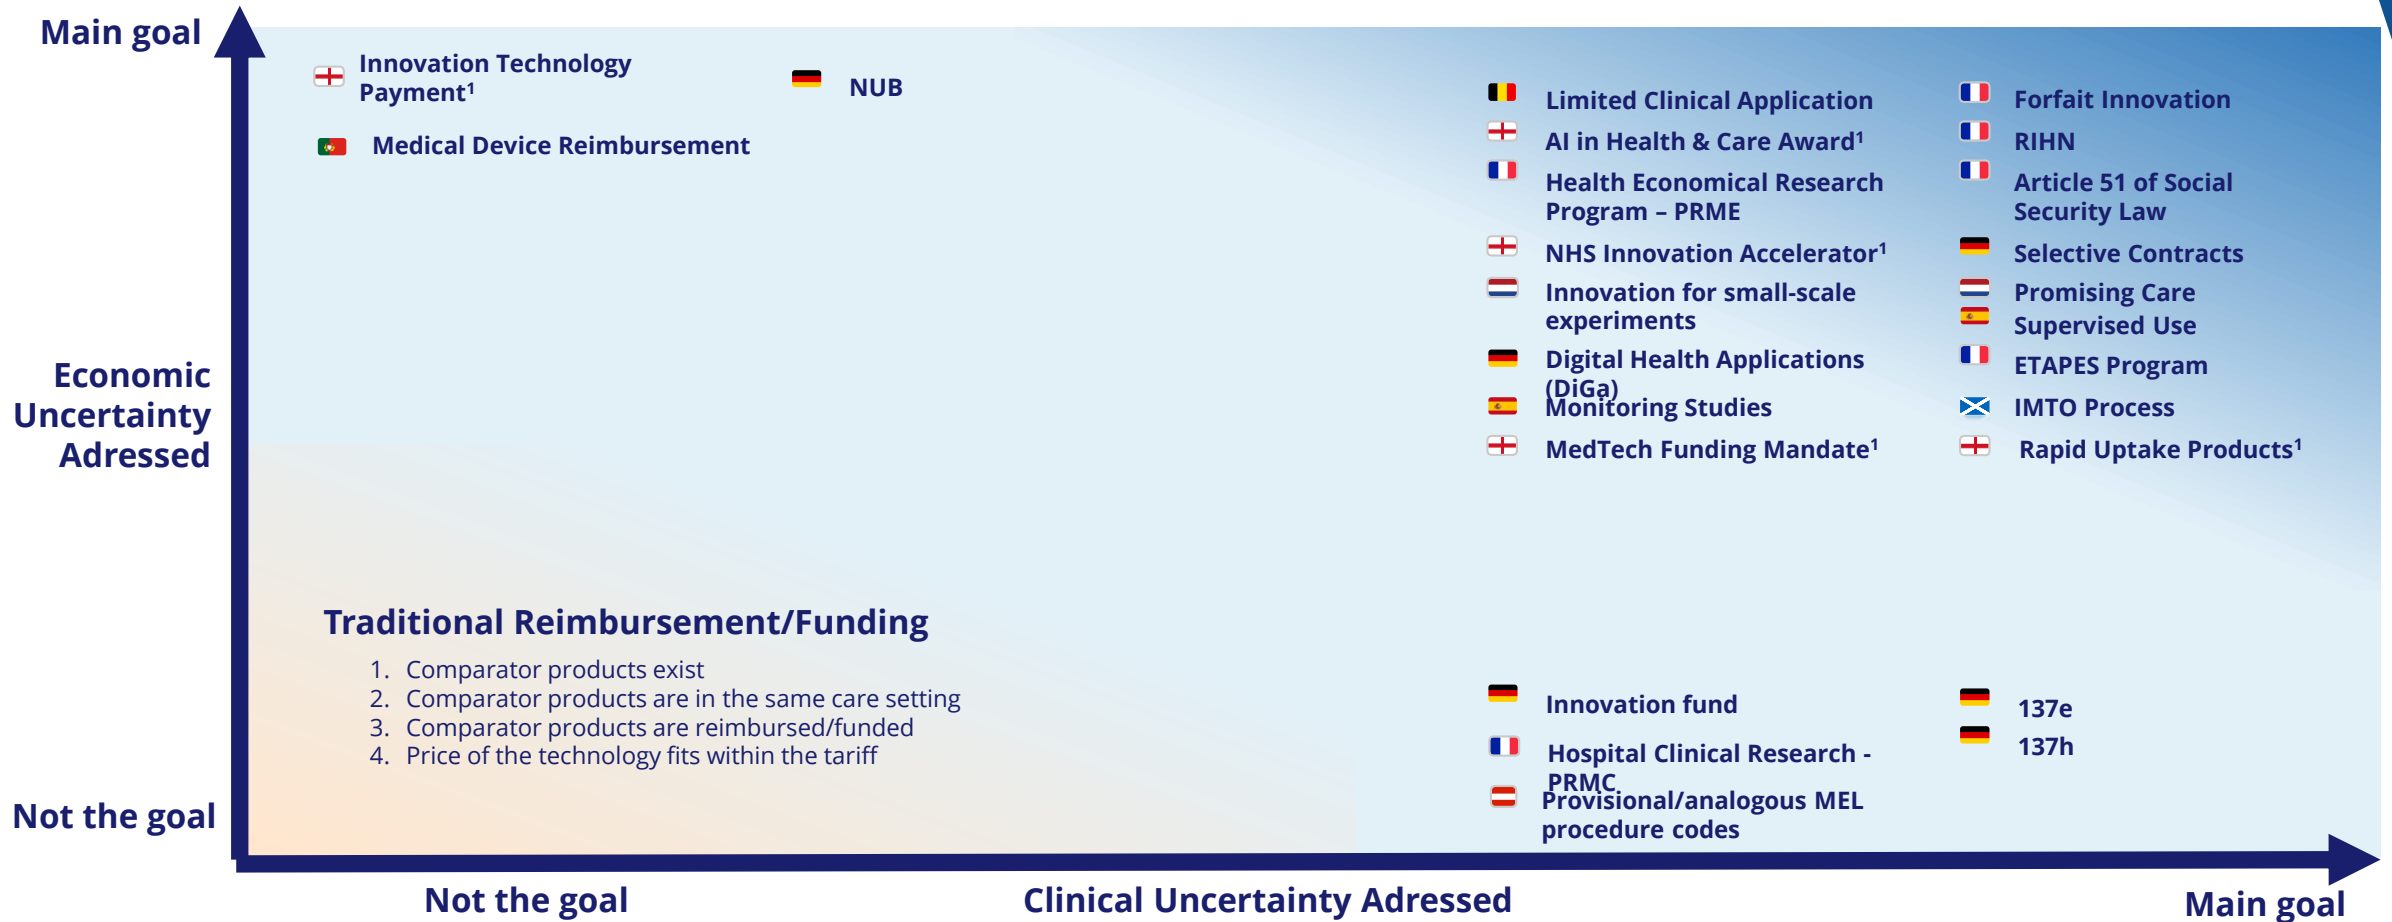 Main goal
Innovation Technology
Payment¹
NUB
Medical Device Reimbursement
Limited Clinical Application
AI in Health & Care Award¹
Health Economical Research
Program – PRME
NHS Innovation Accelerator¹
Innovation for small-scale
experiments
Digital Health Applications
(DiGa)
Monitoring Studies
MedTech Funding Mandate¹
Forfait Innovation
RIHN
Article 51 of Social
Security Law
Selective Contracts
Promising Care
Supervised Use
ETAPES Program
IMTO Process
Rapid Uptake Products¹
Economic
Uncertainty
Adressed
Traditional Reimbursement/Funding
1. Comparator products exist
2. Comparator products are in the same care setting
3. Comparator products are reimbursed/funded
4. Price of the technology fits within the tariff
Innovation fund
Hospital Clinical Research -
PRMC
Provisional/analogous MEL
procedure codes
137e
137h
Not the goal
Not the goal
Clinical Uncertainty Adressed
Main goal